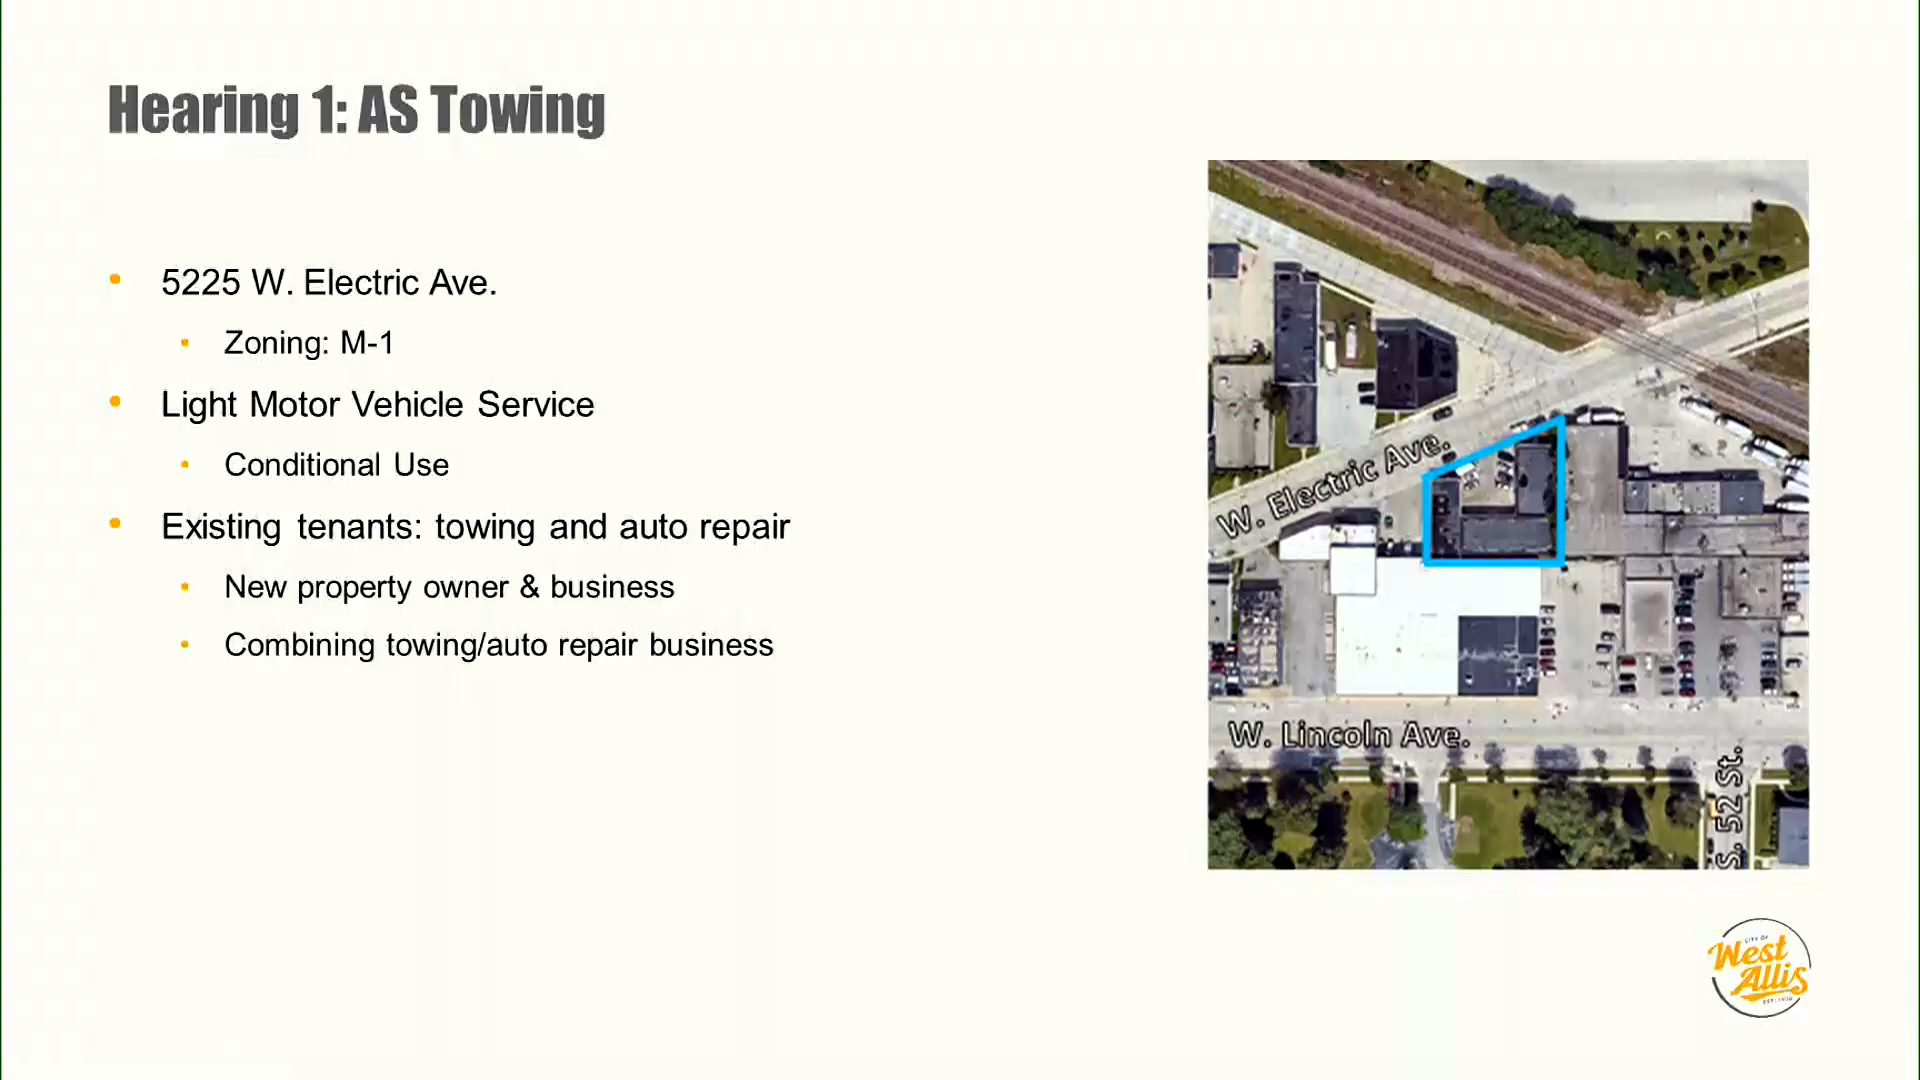 Hearing 1: AS Towing
• 5225 W. Electric Ave.
• Zoning: M-1
• Light Motor Vehicle Service
• Conditional Use
• Existing tenants: towing and auto repair
• New property owner & business
• Combining towing/auto repair business
W. Electric Ave.
W. Lincoln Ave.
S. 52 St.
CITY OF
West
Allis